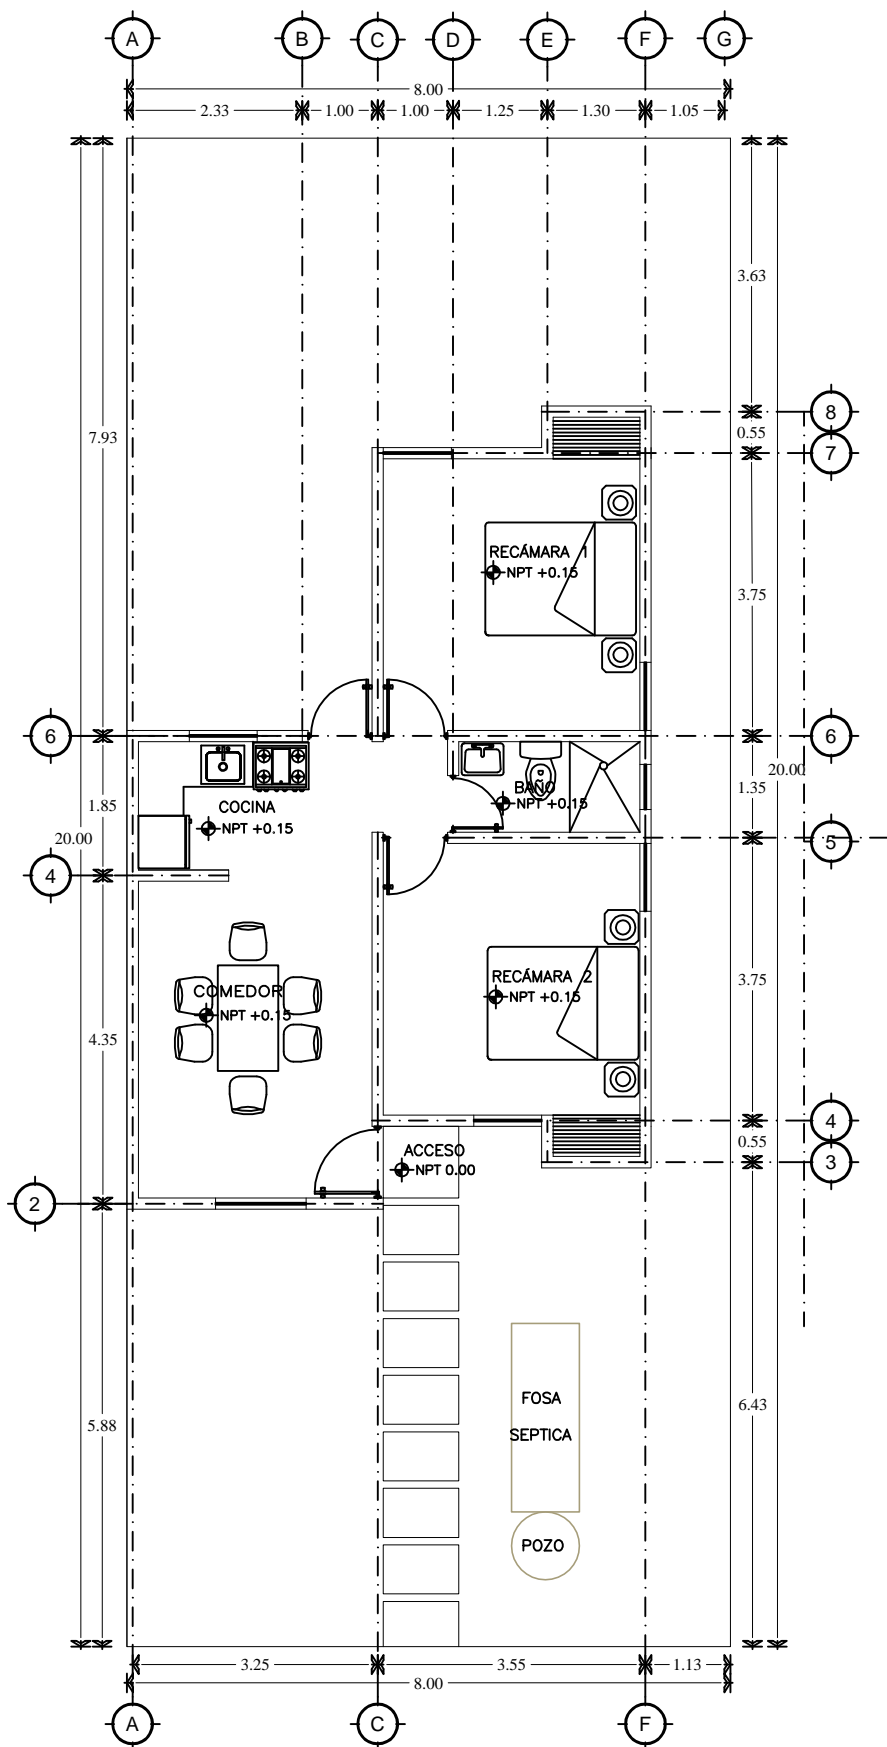 A B C D E F G
8.00
2.33 1.00 1.00 1.25 1.30 1.05
3.63
8
7.93
0.55
7
RECÁMARA 1
NPT +0.15
3.75
6
6
20.00
BAÑO
1.35
COCINA
NPT +0.15
1.85
NPT +0.15
20.00
5
4
RECÁMARA 2
3.75
COMEDOR
NPT +0.15
NPT +0.15
4.35
4
ACCESO
0.55
NPT 0.00
3
2
FOSA
6.43
5.88
SEPTICA
POZO
3.25 3.55 1.13
8.00
A C F